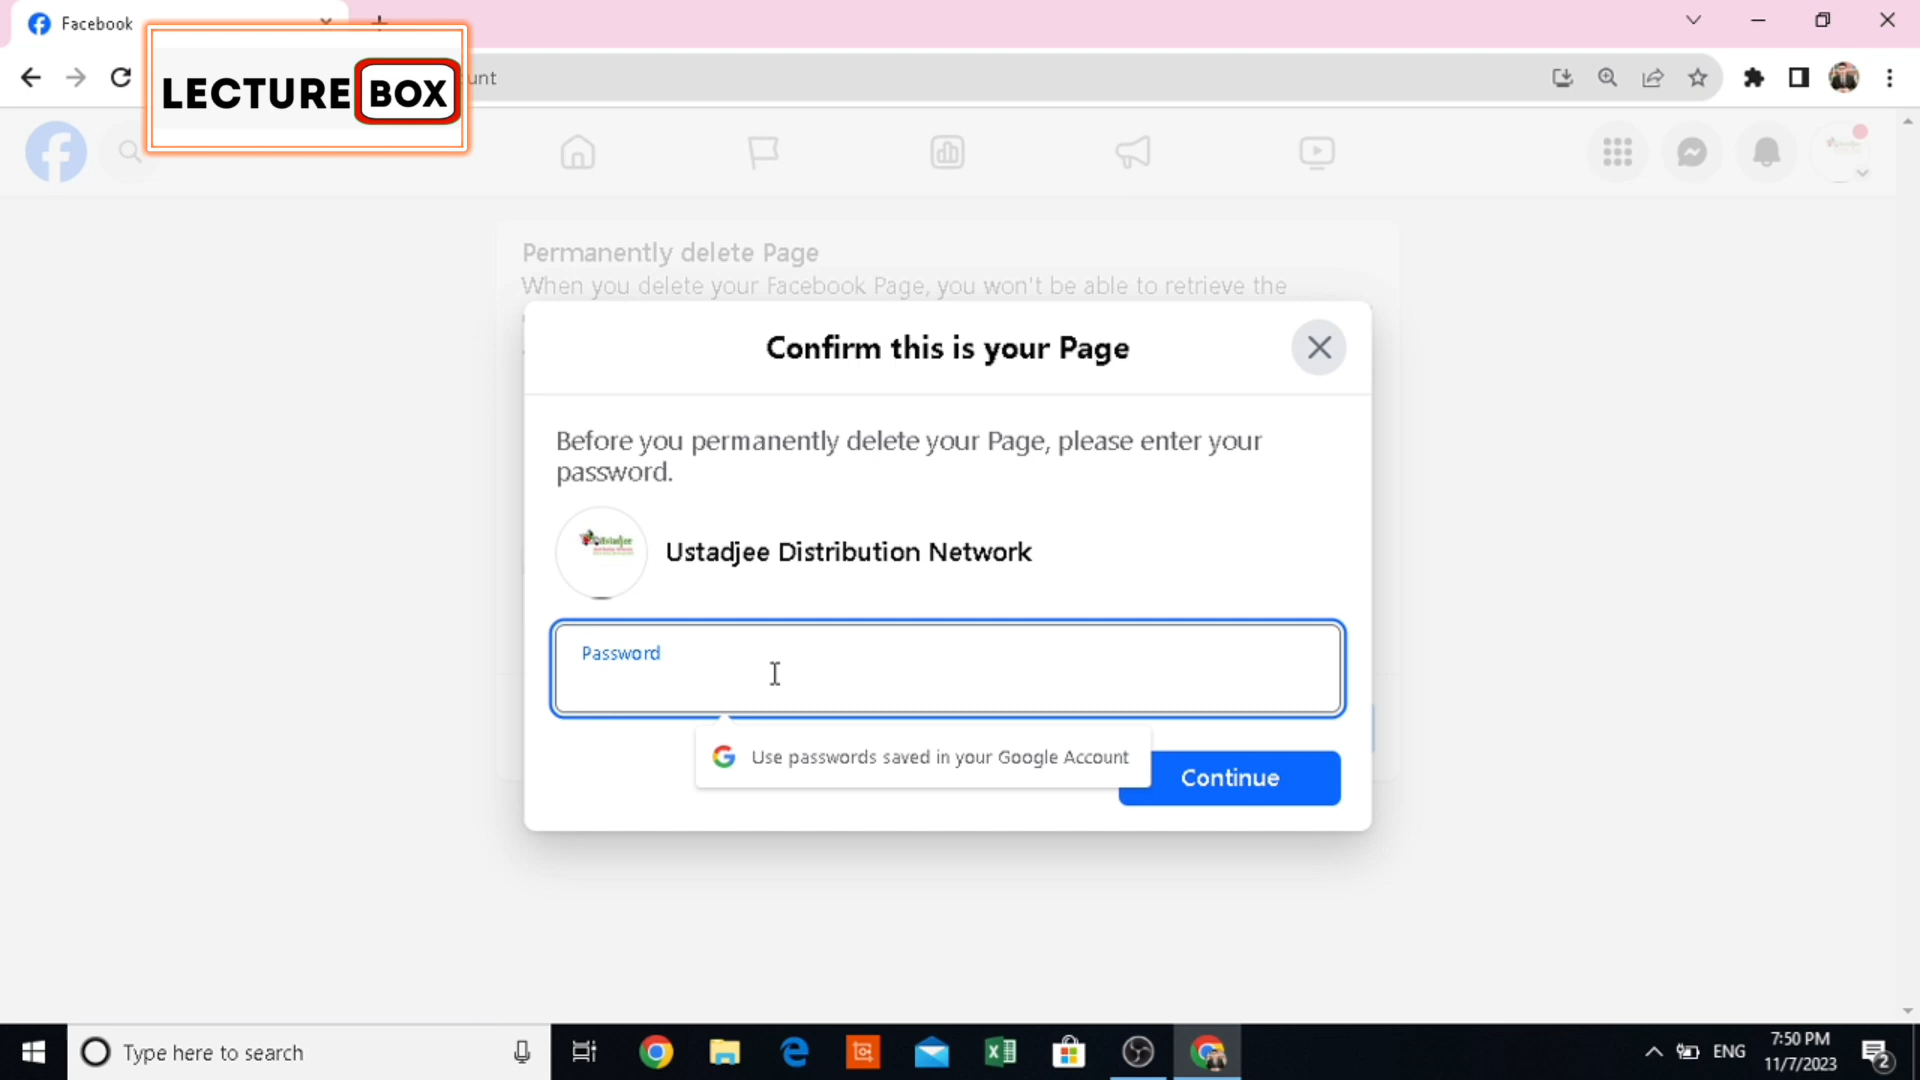 Facebook
LECTURE BOX
unt
Permanently delete Page
When you delete your Facebook Page, you won't be able to retrieve the
Confirm this is your Page
Before you permanently delete your Page, please enter your
password.
Ustadjee Distribution Network
Password
Use passwords saved in your Google Account
Continue
Type here to search
ENG
7:50 PM
11/7/2023
2